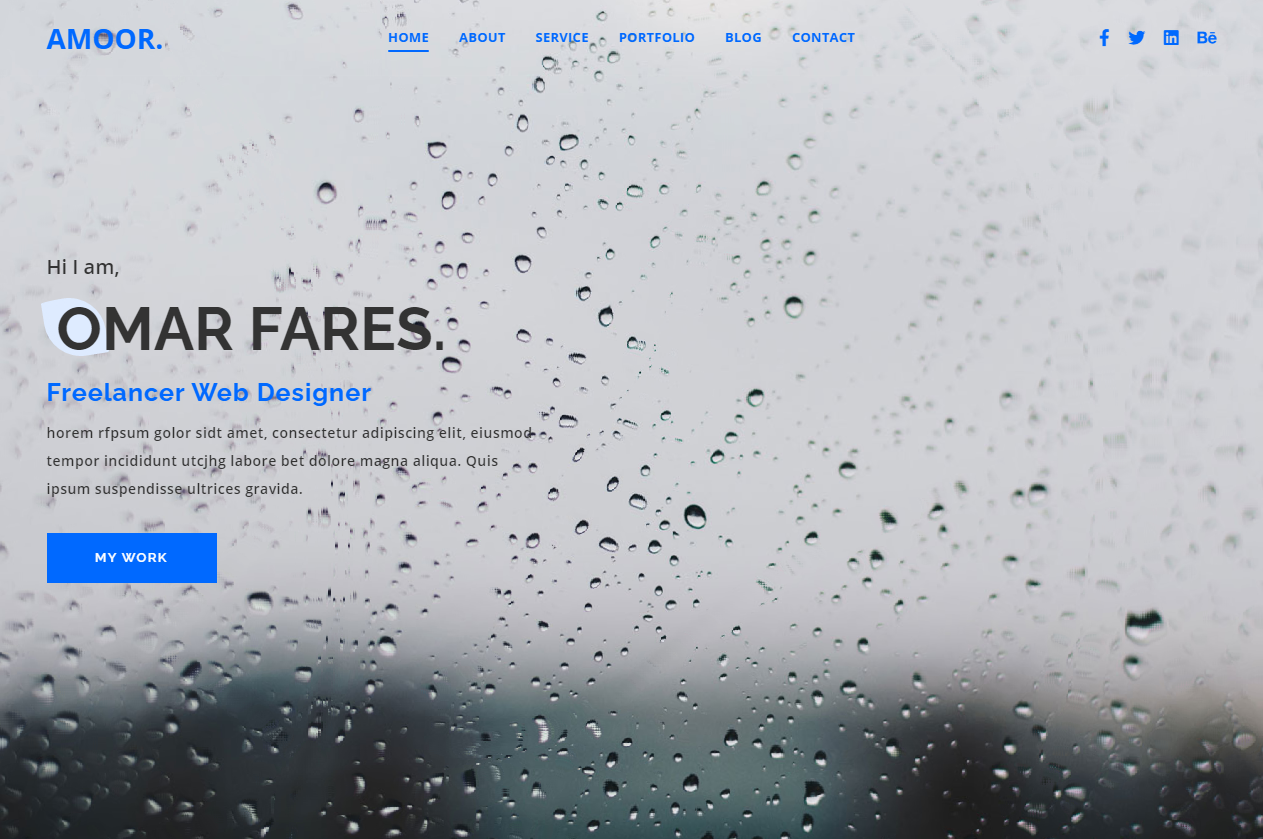 AMOOR.
HOME ABOUT SERVICE PORTFOLIO BLOG CONTACT
Hi I am,
OMAR FARES.
Freelancer Web Designer
horem rfpsum golor sidt amet, consectetur adipiscing elit, eiusmod
tempor incididunt utcjhg labore bet dolore magna aliqua. Quis
ipsum suspendisse ultrices gravida.
MY WORK